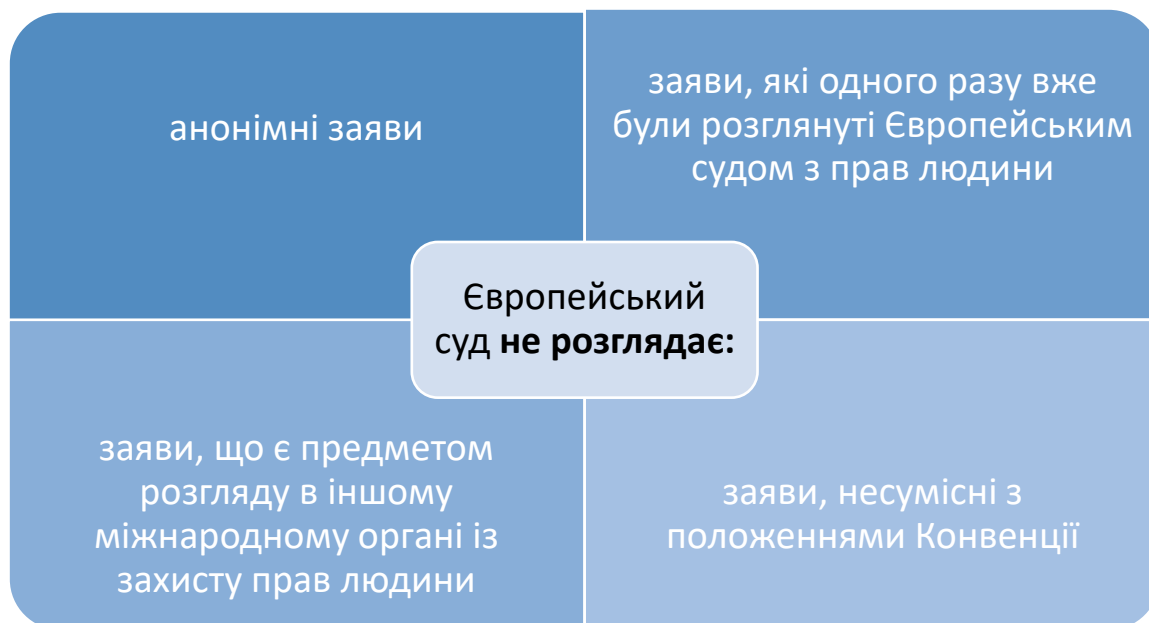 анонімні заяви
заяви, які одного разу вже
були розглянуті Європейським
судом з прав людини
Європейський
суд не розглядає:
заяви, що є предметом
розгляду в іншому
міжнародному органі із
захисту прав людини
заяви, несумісні з
положеннями Конвенції